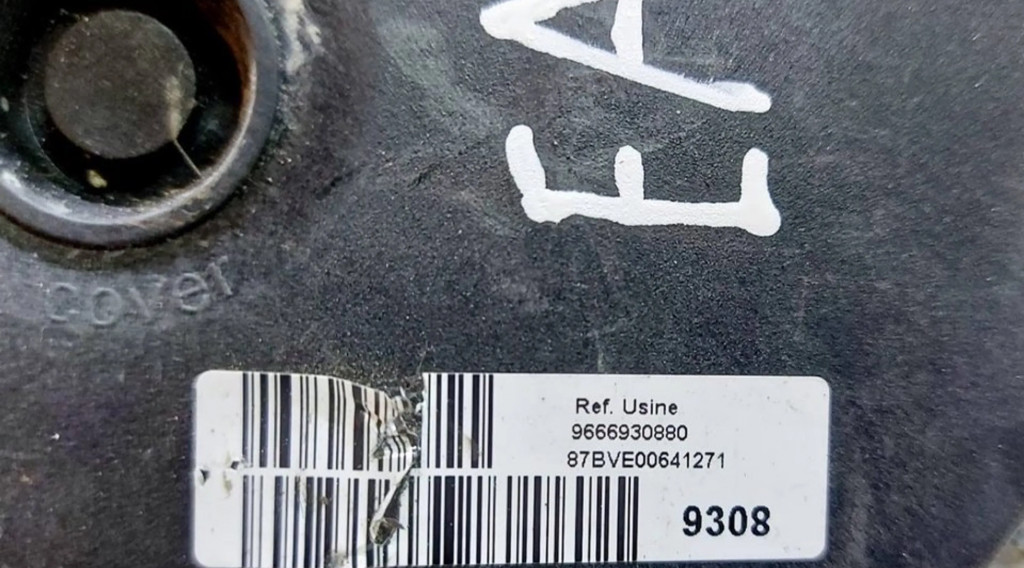 EA
cover
Ref. Usine
9666930880
87BVE00641271
9308